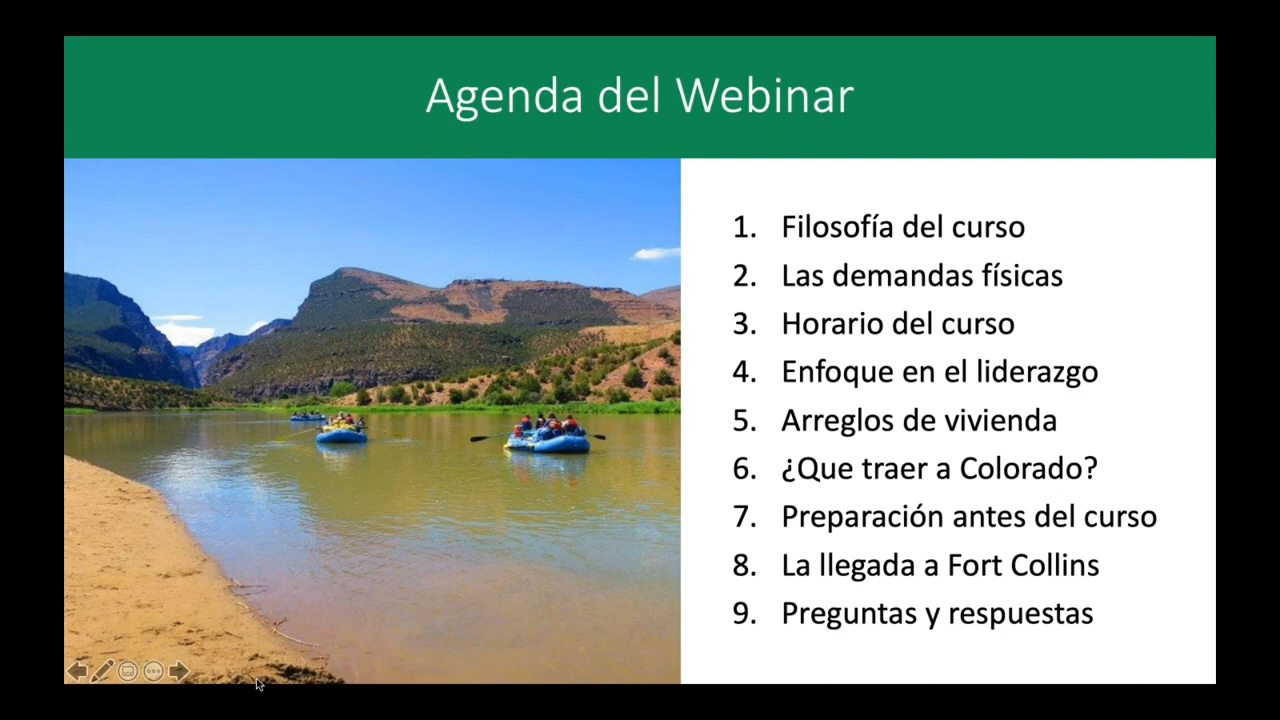 Agenda del Webinar
1. Filosofía del curso
2. Las demandas físicas
3. Horario del curso
4. Enfoque en el liderazgo
5. Arreglos de vivienda
6. ¿Que traer a Colorado?
7. Preparación antes del curso
8. La llegada a Fort Collins
9. Preguntas y respuestas